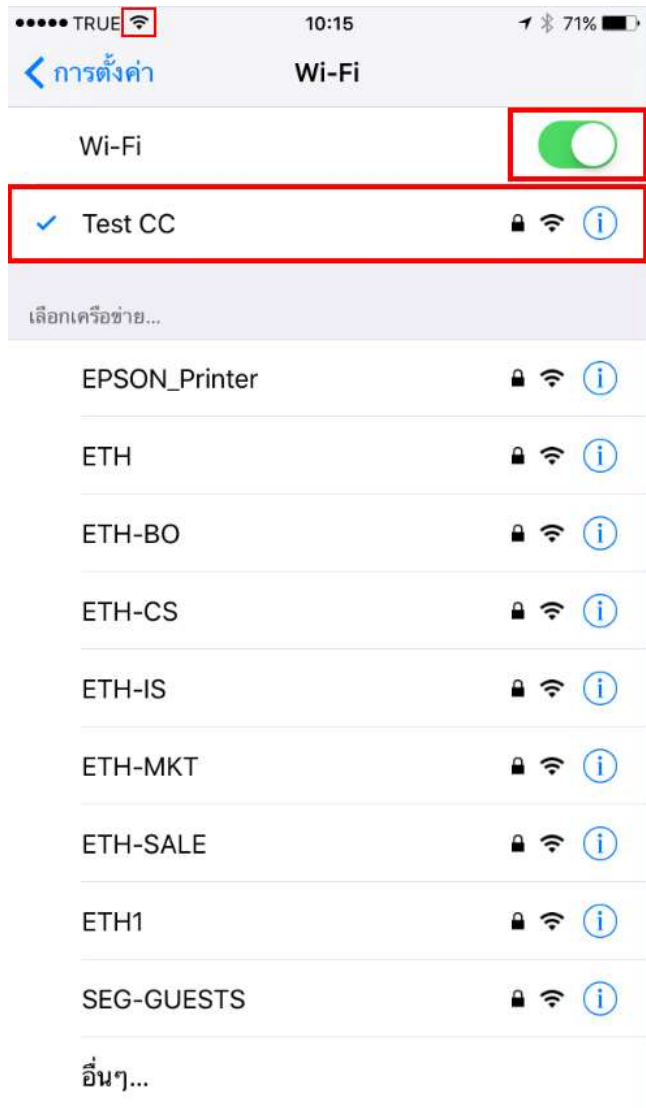 TRUE 10:15 71%
การตั้งค่า Wi-Fi
Wi-Fi
Test CC
เลือกเครือข่าย...
EPSON_Printer
ETH
ETH-BO
ETH-CS
ETH-IS
ETH-MKT
ETH-SALE
ETH1
SEG-GUESTS
อื่นๆ...